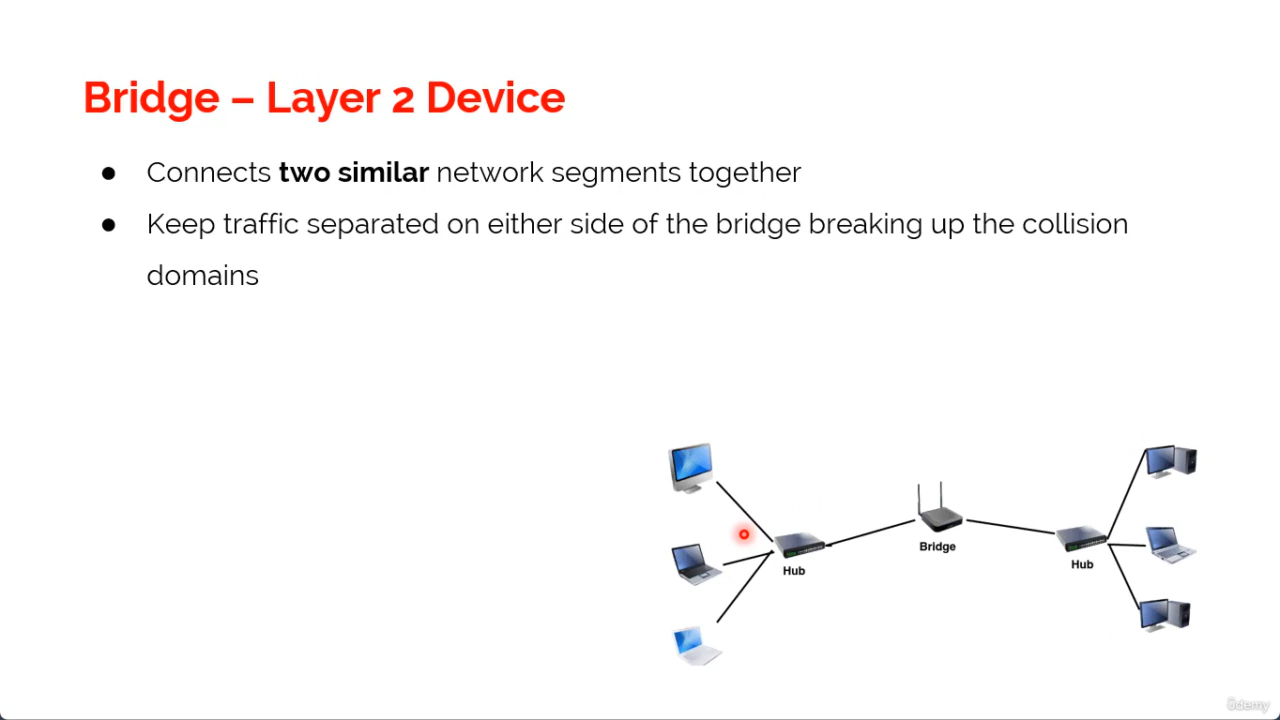 Bridge – Layer 2 Device
● Connects two similar network segments together
● Keep traffic separated on either side of the bridge breaking up the collision
domains
Bridge
Hub
Hub
ûdemy